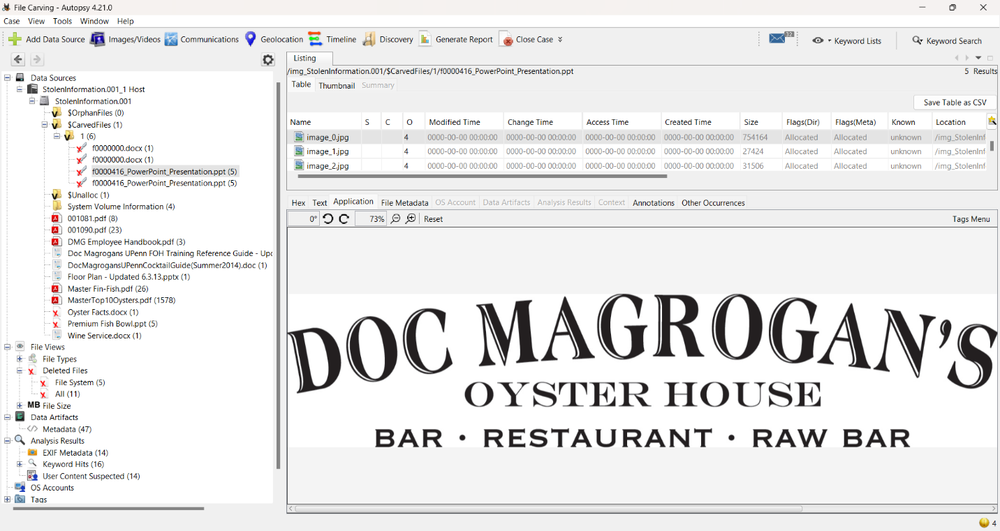 File Carving - Autopsy 4.21.0
Case View Tools Window Help
Add Data Source Images/Videos Communications Geolocation Timeline Discovery Generate Report Close Case 32 Keyword Lists Keyword Search
Data Sources
StolenInformation.001_1 Host
StolenInformation.001
$OrphanFiles (0)
$CarvedFiles (1)
1 (6)
f0000000.docx (1)
f0000000.docx (1)
f0000416_PowerPoint_Presentation.ppt (5)
f0000416_PowerPoint_Presentation.ppt (5)
$Unalloc (1)
System Volume Information (4)
001081.pdf (8)
001090.pdf (23)
DMG Employee Handbook.pdf (3)
Doc Magrogans UPenn FOH Training Reference Guide - Upd
DocMagrogansUPennCocktailGuide(Summer2014).doc (1)
Floor Plan - Updated 6.3.13.pptx (1)
Master Fin-Fish.pdf (26)
MasterTop10Oysters.pdf (1578)
Oyster Facts.docx (1)
Premium Fish Bowl.ppt (5)
Wine Service.docx (1)
File Views
File Types
Deleted Files
File System (5)
All (11)
MB File Size
Data Artifacts
Metadata (47)
Analysis Results
EXIF Metadata (14)
Keyword Hits (16)
User Content Suspected (14)
OS Accounts
Tags
Listing
/img_StolenInformation.001/$CarvedFiles/1/f0000416_PowerPoint_Presentation.ppt 5 Results
Table Thumbnail Summary
Save Table as CSV
Name S C O Modified Time Change Time Access Time Created Time Size Flags(Dir) Flags(Meta) Known Location
image_0.jpg 4 0000-00-00 00:00:00 0000-00-00 00:00:00 0000-00-00 00:00:00 0000-00-00 00:00:00 754164 Allocated Allocated unknown /img_StolenInf
image_1.jpg 4 0000-00-00 00:00:00 0000-00-00 00:00:00 0000-00-00 00:00:00 0000-00-00 00:00:00 27424 Allocated Allocated unknown /img_StolenInf
image_2.jpg 4 0000-00-00 00:00:00 0000-00-00 00:00:00 0000-00-00 00:00:00 0000-00-00 00:00:00 31506 Allocated Allocated unknown /img_StolenInf
Hex Text Application File Metadata OS Account Data Artifacts Analysis Results Context Annotations Other Occurrences
0° 73% Reset Tags Menu
DOC MAGROGAN'S
OYSTER HOUSE
BAR · RESTAURANT · RAW BAR
4